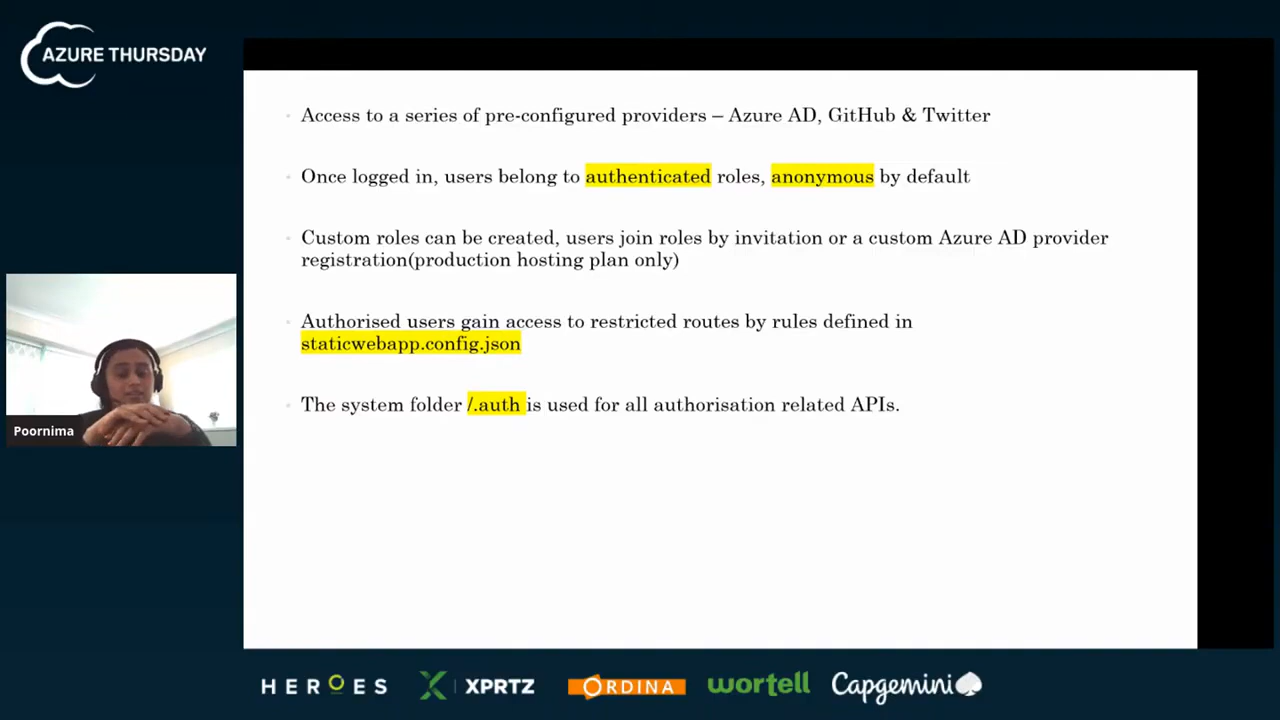 AZURE THURSDAY
Access to a series of pre-configured providers – Azure AD, GitHub & Twitter
Once logged in, users belong to authenticated roles, anonymous by default
Custom roles can be created, users join roles by invitation or a custom Azure AD provider
registration(production hosting plan only)
Authorised users gain access to restricted routes by rules defined in
staticwebapp.config.json
The system folder /.auth is used for all authorisation related APIs.
Poornima
HEROES XPRTZ ORDINA wortell Capgemini